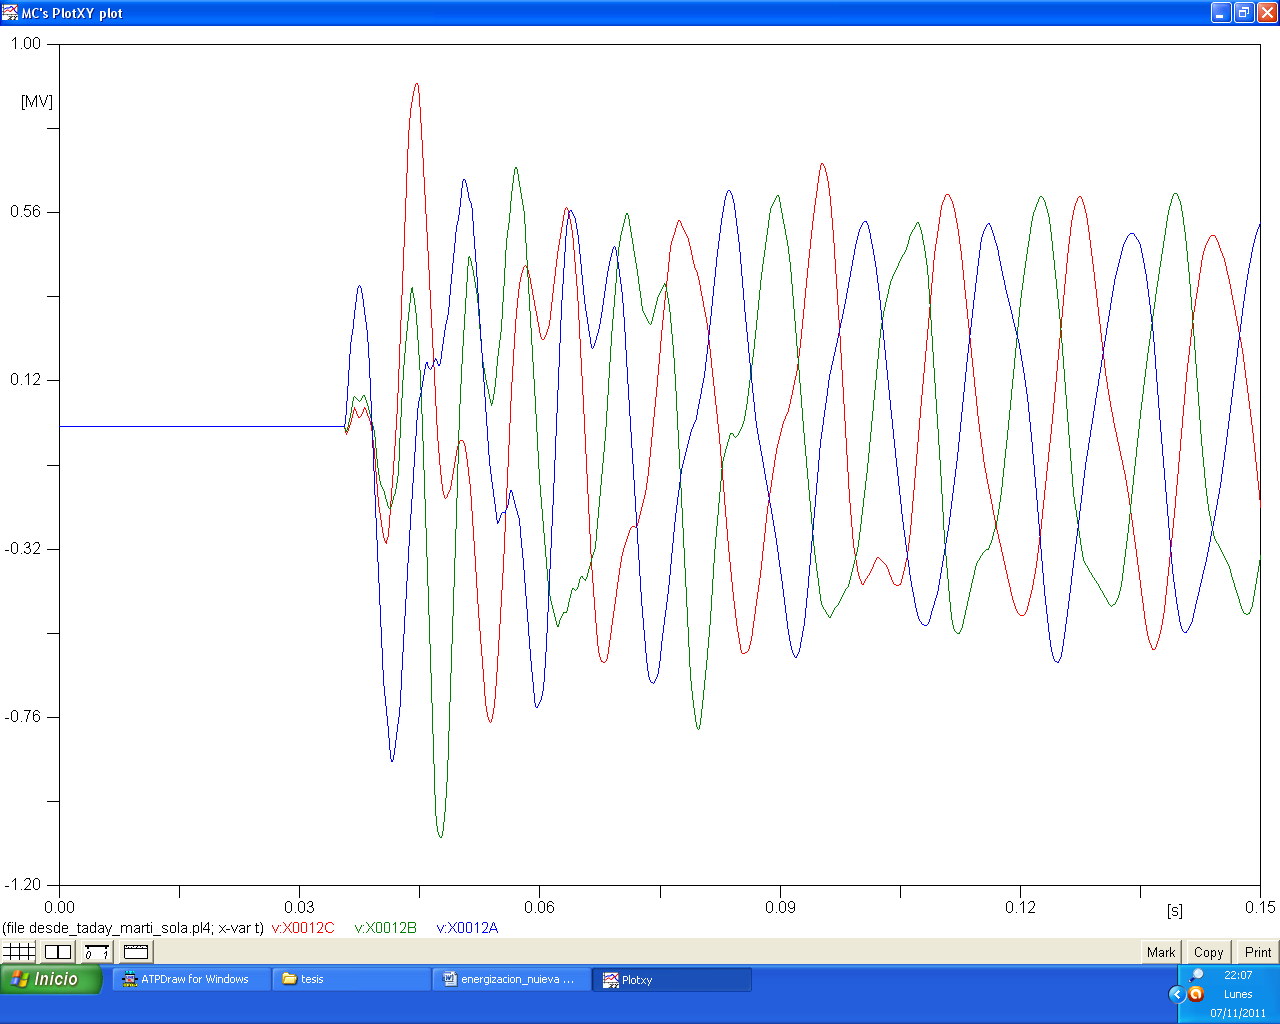 MC's PlotXY plot
1.00
[MV]
0.56
0.12
-0.32
-0.76
-1.20
0.00 0.03 0.06 0.09 0.12 [s] 0.15
(file desde_taday_marti_sola.pl4; x-var t) v:X0012C v:X0012B v:X0012A
0 1 Mark Copy Print
Inicio ATPDraw for Windows tesis energizacion_nuieva ... Plotxy 22:07
Lunes
07/11/2011